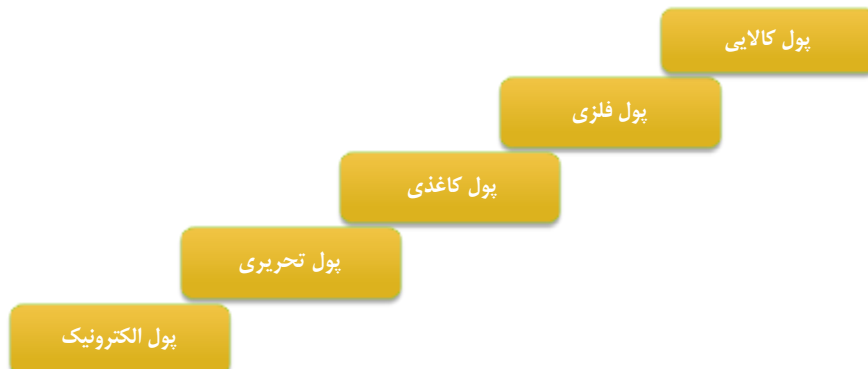 پول کالایی
پول فلزی
پول کاغذی
پول تحریری
پول الکترونیک